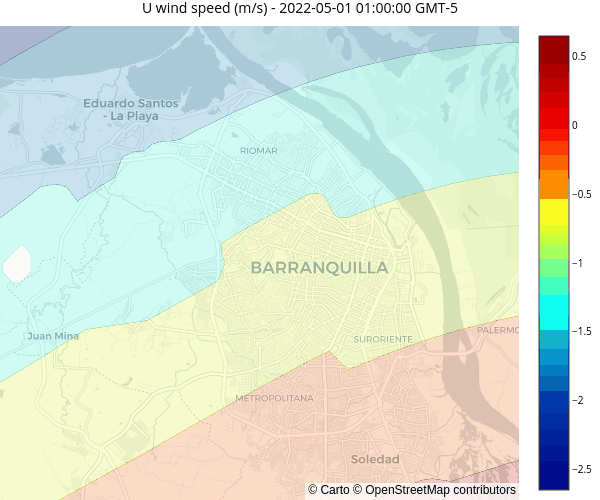 U wind speed (m/s) - 2022-05-01 01:00:00 GMT-5
0.5
Eduardo Santos
- La Playa
0
RIOMAR
−0.5
BARRANQUILLA
−1
Juan Mina
SURORIENTE
PALERMO
−1.5
METROPOLITANA
−2
Soledad
−2.5
© Carto © OpenStreetMap contributors